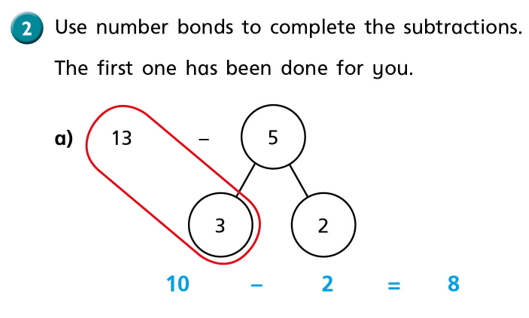 2 Use number bonds to complete the subtractions.
The first one has been done for you.
a) 13 – 5
3 2
10 – 2 = 8